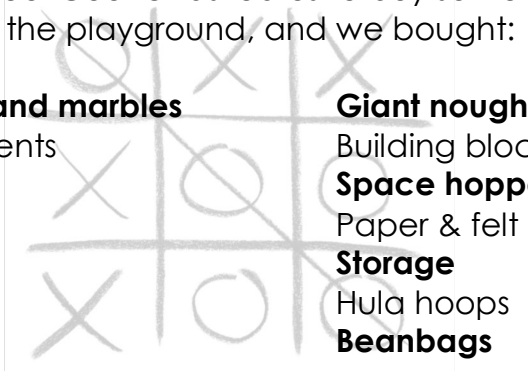 the playground, and we bought:
and marbles
ents
Giant nough
Building bloc
Space hoppe
Paper & felt
Storage
Hula hoops
Beanbags